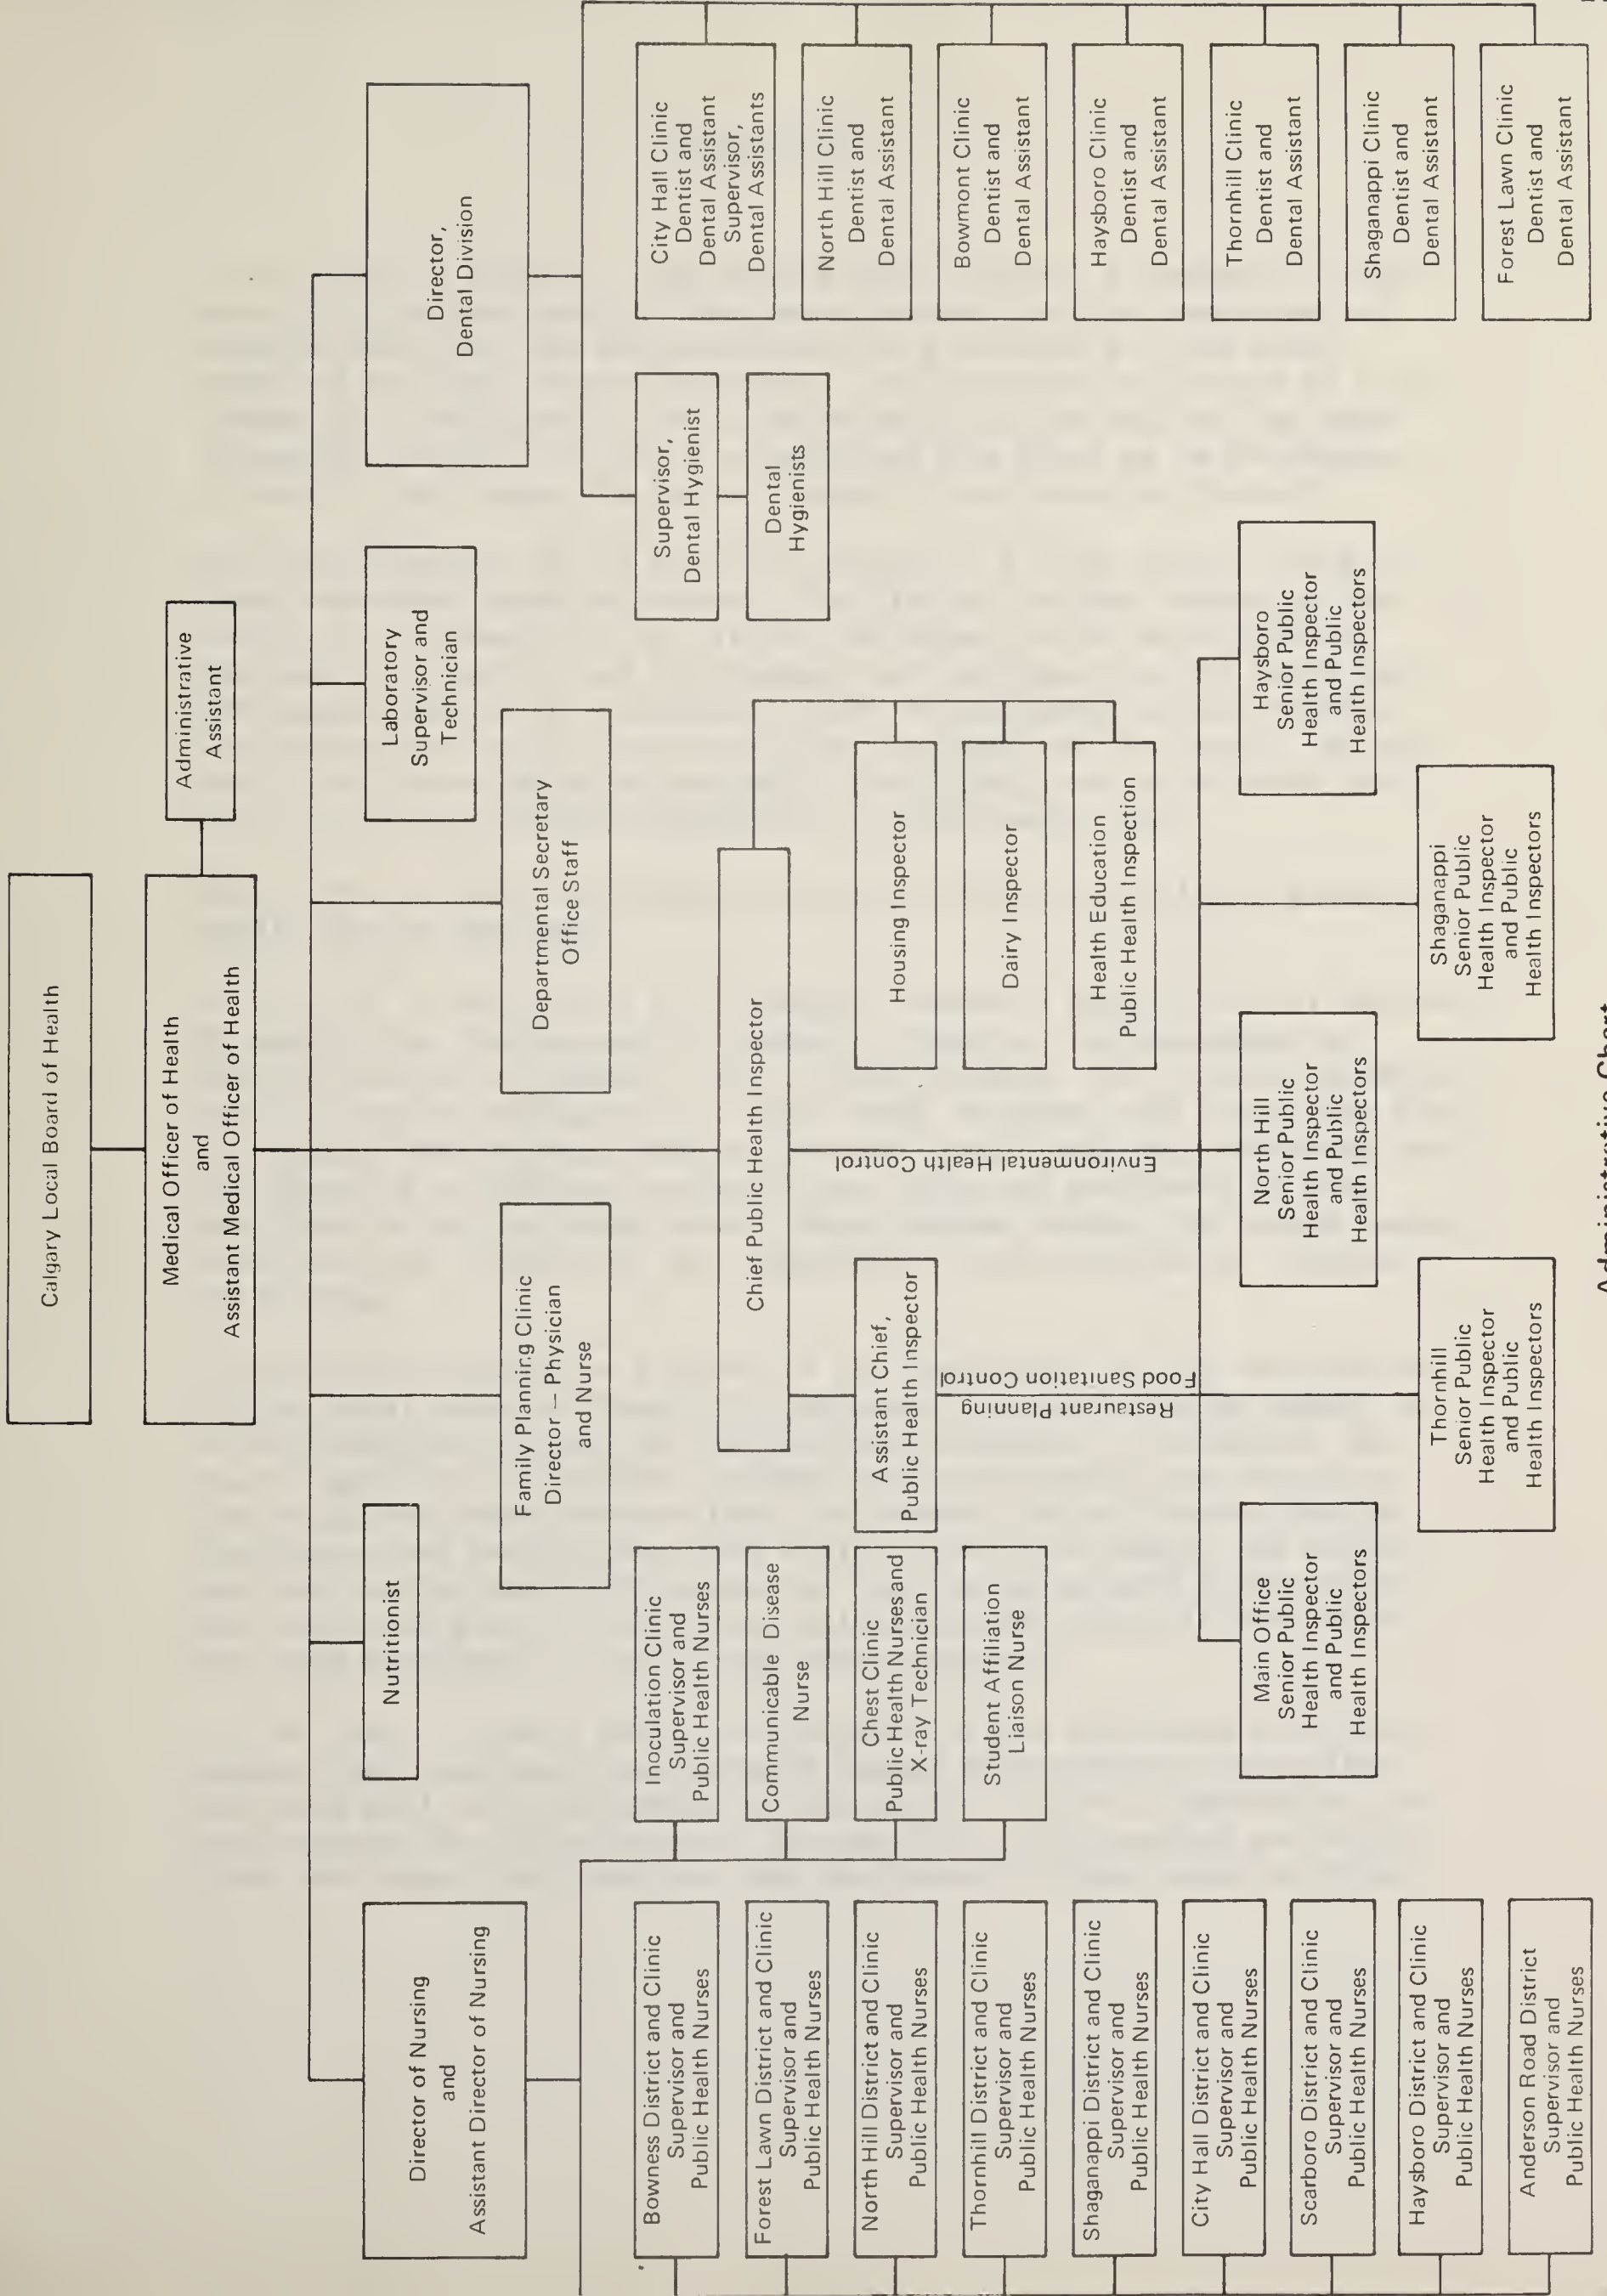 Calgary Local Board of Health
Medical Officer of Health
and
Assistant Medical Officer of Health
Administrative
Assistant
Director of Nursing
and
Assistant Director of Nursing
Nutritionist
Family Planning Clinic
Director — Physician
and Nurse
Departmental Secretary
Office Staff
Laboratory
Supervisor and
Technician
Director,
Dental Division
Bowness District and Clinic
Supervisor and
Public Health Nurses
Forest Lawn District and Clinic
Supervisor and
Public Health Nurses
North Hill District and Clinic
Supervisor and
Public Health Nurses
Thornhill District and Clinic
Supervisor and
Public Health Nurses
Shaganappi District and Clinic
Supervisor and
Public Health Nurses
City Hall District and Clinic
Supervisor and
Public Health Nurses
Scarboro District and Clinic
Supervisor and
Public Health Nurses
Haysboro District and Clinic
Supervisor and
Public Health Nurses
Anderson Road District
Supervisor and
Public Health Nurses
Inoculation Clinic
Supervisor and
Public Health Nurses
Communicable Disease
Nurse
Chest Clinic
Public Health Nurses and
X-ray Technician
Student Affiliation
Liaison Nurse
Chief Public Health Inspector
Assistant Chief,
Public Health Inspector
Restaurant Planning
Food Sanitation Control
Environmental Health Control
Housing Inspector
Dairy Inspector
Health Education
Public Health Inspection
Main Office
Senior Public
Health Inspector
and Public
Health Inspectors
Thornhill
Senior Public
Health Inspector
and Public
Health Inspectors
North Hill
Senior Public
Health Inspector
and Public
Health Inspectors
Shaganappi
Senior Public
Health Inspector
and Public
Health Inspectors
Haysboro
Senior Public
Health Inspector
and Public
Health Inspectors
Supervisor,
Dental Hygienist
Dental
Hygienists
City Hall Clinic
Dentist and
Dental Assistant
Supervisor,
Dental Assistants
North Hill Clinic
Dentist and
Dental Assistant
Bowmont Clinic
Dentist and
Dental Assistant
Haysboro Clinic
Dentist and
Dental Assistant
Thornhill Clinic
Dentist and
Dental Assistant
Shaganappi Clinic
Dentist and
Dental Assistant
Forest Lawn Clinic
Dentist and
Dental Assistant
Administrative Chart